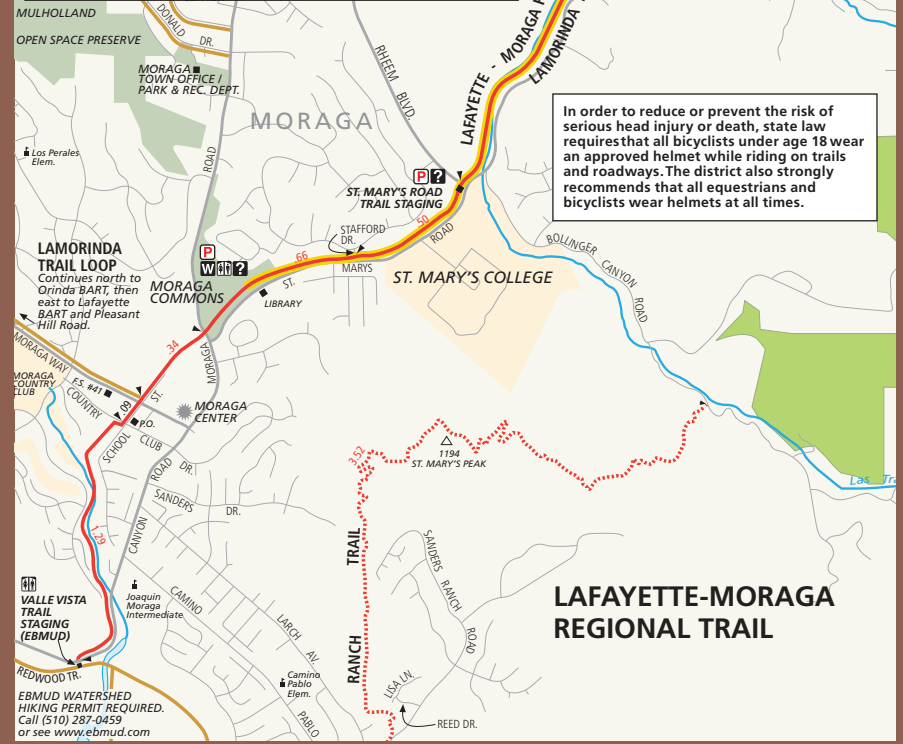 MULHOLLAND
OPEN SPACE PRESERVE
DONALD
DR.
MORAGA
TOWN OFFICE /
PARK & REC. DEPT.
MORAGA
RHEEM
BLVD.
LAFAYETTE - MORAGA
LAMORINDA
In order to reduce or prevent the risk of
serious head injury or death, state law
requires that all bicyclists under age 18 wear
an approved helmet while riding on trails
and roadways. The district also strongly
recommends that all equestrians and
bicyclists wear helmets at all times.
Los Perales
Elem.
ROAD
P ?
ST. MARY'S ROAD
TRAIL STAGING
.50
ROAD
STAFFORD
DR.
.66
MARYS
ST.
BOLLINGER
CANYON
ROAD
LAMORINDA
TRAIL LOOP
Continues north to
Orinda BART, then
east to Lafayette
BART and Pleasant
Hill Road.
P
W ?
MORAGA
COMMONS
LIBRARY
ST. MARY'S COLLEGE
.34
MORAGA
MORAGA WAY
MORAGA
COUNTRY
CLUB
F.S. #41
.09
ST.
COUNTRY
P.O.
MORAGA
CENTER
SCHOOL
CLUB
DR.
ROAD
SANDERS
DR.
3.52
1194
ST. MARY'S PEAK
Las Tra
CANYON
1.29
TRAIL
SANDERS
RANCH
ROAD
VALLE VISTA
TRAIL
STAGING
(EBMUD)
Joaquin
Moraga
Intermediate
CAMINO
LARCH
AV.
LAFAYETTE-MORAGA
REGIONAL TRAIL
RANCH
REDWOOD TR.
Camino
Pablo
Elem.
LISA LN.
EBMUD WATERSHED
HIKING PERMIT REQUIRED.
Call (510) 287-0459
or see www.ebmud.com
PABLO
REED DR.